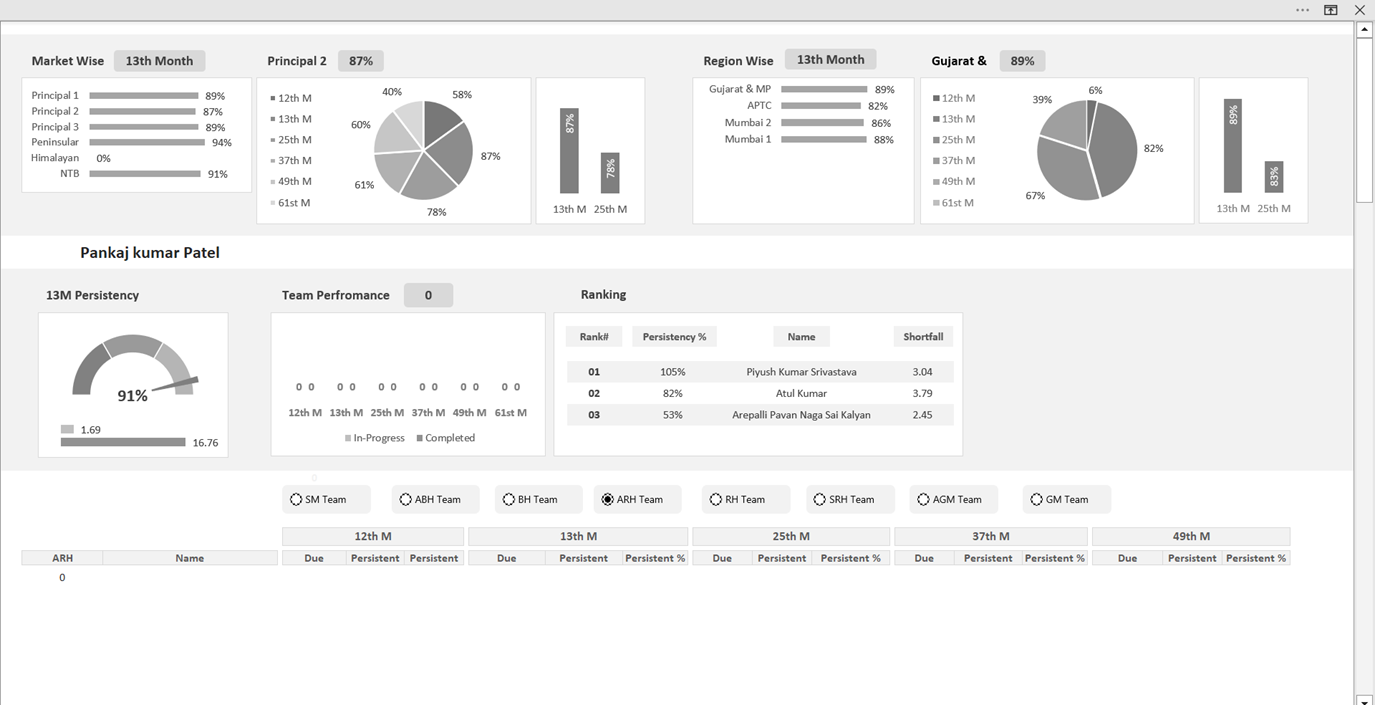 Market Wise 13th Month Principal 2 87% Region Wise 13th Month Gujarat & 89%
Principal 1 89%
Principal 2 87%
Principal 3 89%
Peninsular 94%
Himalayan 0%
NTB 91%
12th M
13th M
25th M
37th M
49th M
61st M
40% 58%
60% 87%
61% 78%
87% 78%
13th M 25th M
Gujarat & MP 89%
APTC 82%
Mumbai 2 86%
Mumbai 1 88%
12th M
13th M
25th M
37th M
49th M
61st M
39% 6%
82%
67%
89% 83%
13th M 25th M
Pankaj kumar Patel
13M Persistency
91%
1.69
16.76
Team Perfromance 0
0 0 0 0 0 0 0 0 0 0 0 0
12th M 13th M 25th M 37th M 49th M 61st M
In-Progress Completed
Ranking
Rank# Persistency % Name Shortfall
01 105% Piyush Kumar Srivastava 3.04
02 82% Atul Kumar 3.79
03 53% Arepalli Pavan Naga Sai Kalyan 2.45
0
SM Team ABH Team BH Team ARH Team RH Team SRH Team AGM Team GM Team
12th M 13th M 25th M 37th M 49th M
ARH Name Due Persistent Persistent Due Persistent Persistent % Due Persistent Persistent % Due Persistent Persistent % Due Persistent Persistent %
0